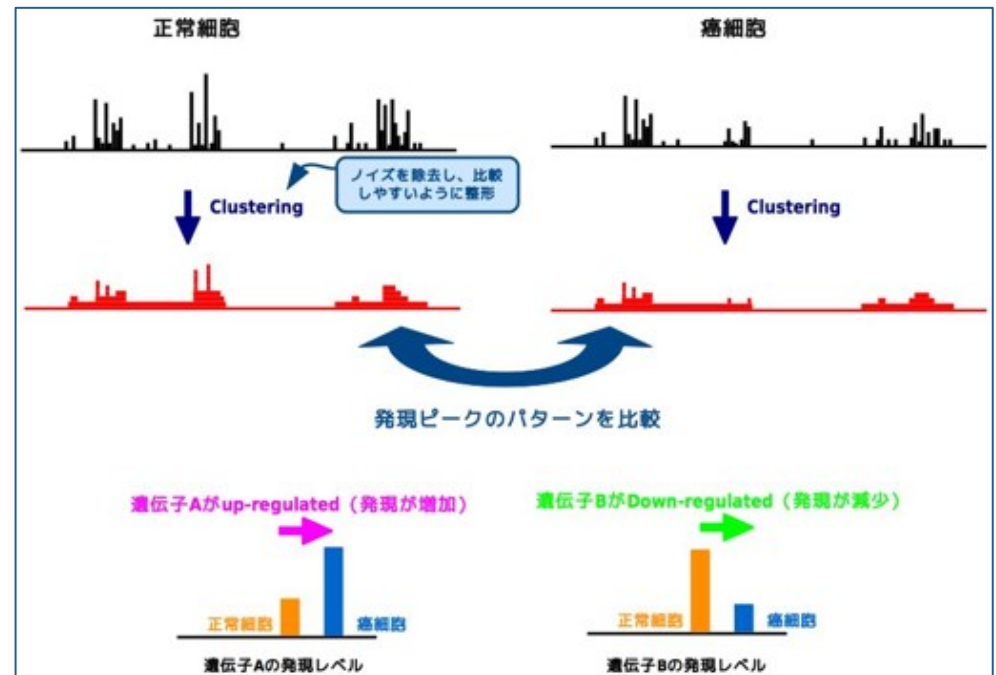 正常細胞
癌細胞
ノイズを除去し、比較
しやすいように整形
Clustering
Clustering
発現ピークのパターンを比較
遺伝子Aがup-regulated（発現が増加）
遺伝子BがDown-regulated（発現が減少）
正常細胞
癌細胞
正常細胞
癌細胞
遺伝子Aの発現レベル
遺伝子Bの発現レベル